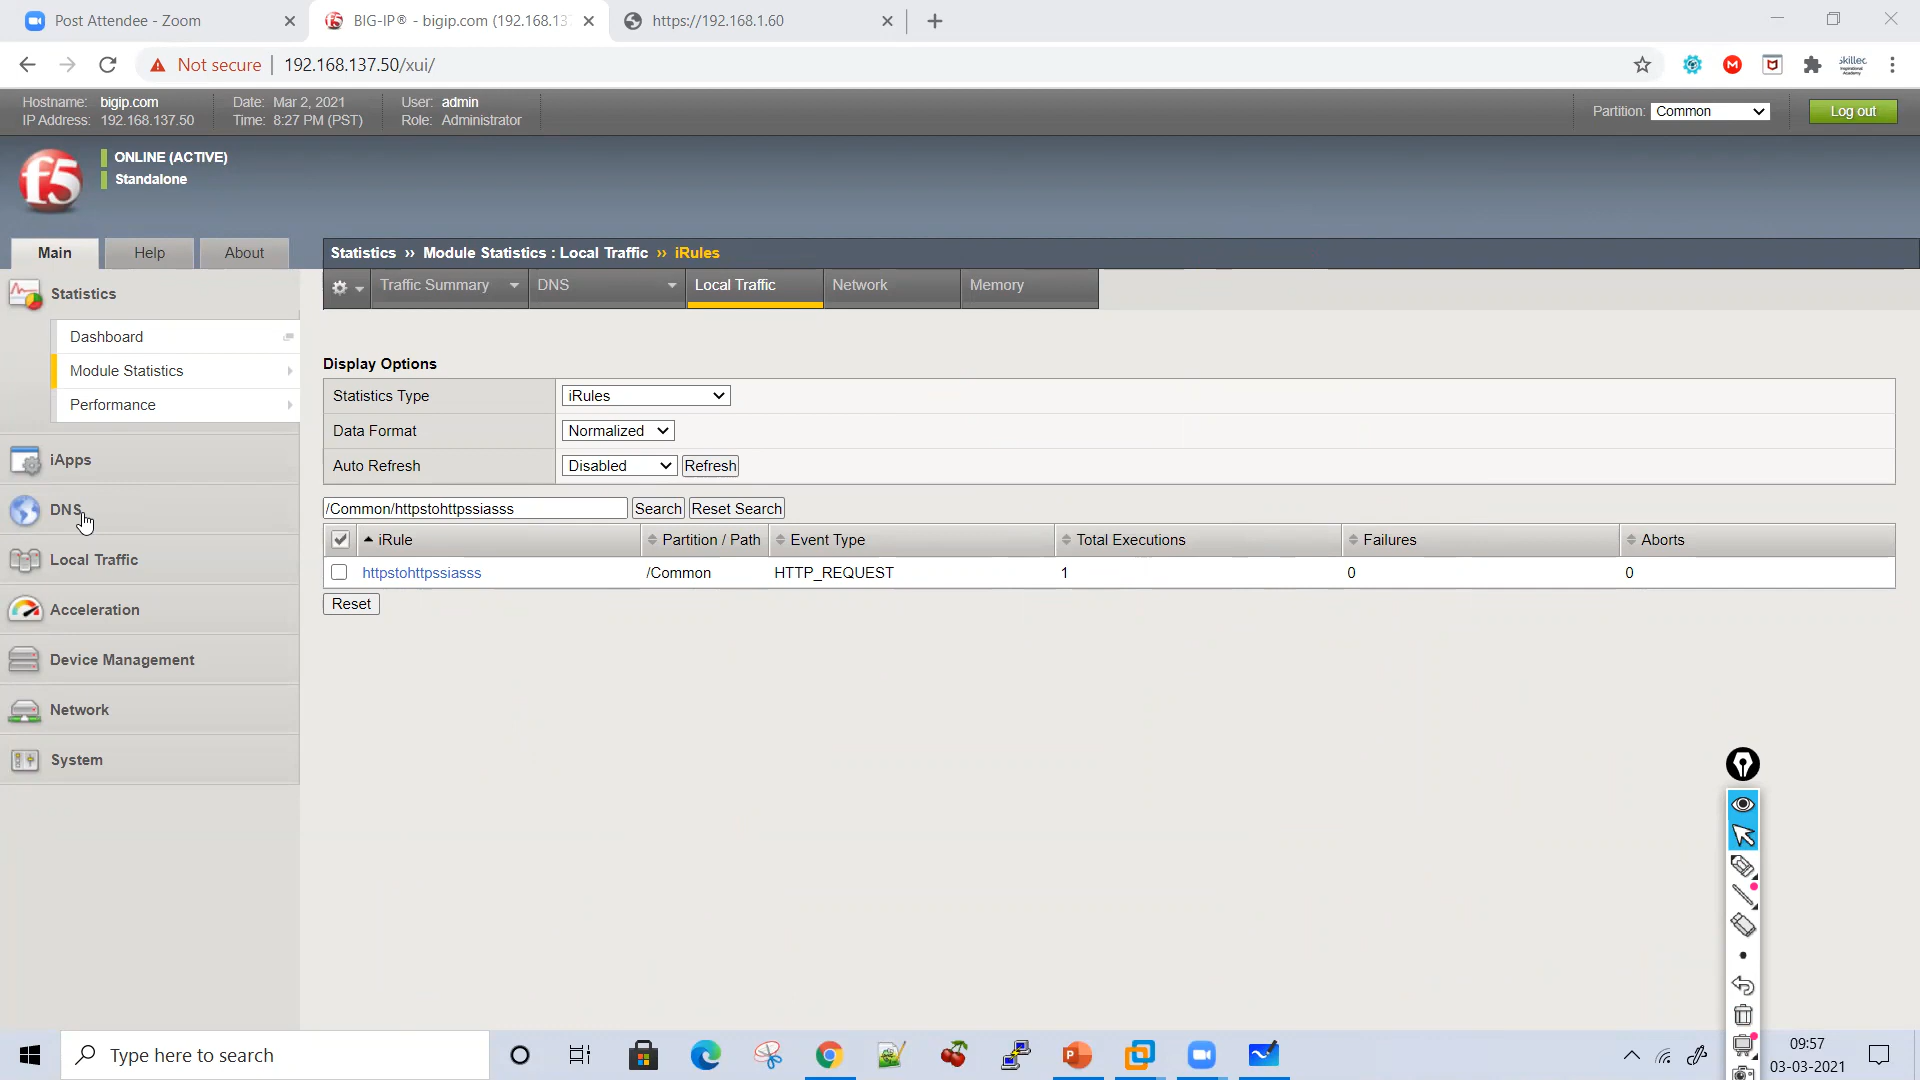 Post Attendee - Zoom
BIG-IP® - bigip.com (192.168.137
https://192.168.1.60
Not secure
192.168.137.50/xui/
Hostname: bigip.com
IP Address: 192.168.137.50
Date: Mar 2, 2021
Time: 8:27 PM (PST)
User: admin
Role: Administrator
Partition: Common
Log out
f5
ONLINE (ACTIVE)
Standalone
Main
Help
About
Statistics
Dashboard
Module Statistics
Performance
iApps
DNS
Local Traffic
Acceleration
Device Management
Network
System
Statistics ›› Module Statistics : Local Traffic ›› iRules
Traffic Summary
DNS
Local Traffic
Network
Memory
Display Options
Statistics Type iRules
Data Format Normalized
Auto Refresh Disabled Refresh
/Common/httpstohttpssiasss Search Reset Search
iRule Partition / Path Event Type Total Executions Failures Aborts
httpstohttpssiasss /Common HTTP_REQUEST 1 0 0
Reset
Type here to search
09:57
03-03-2021